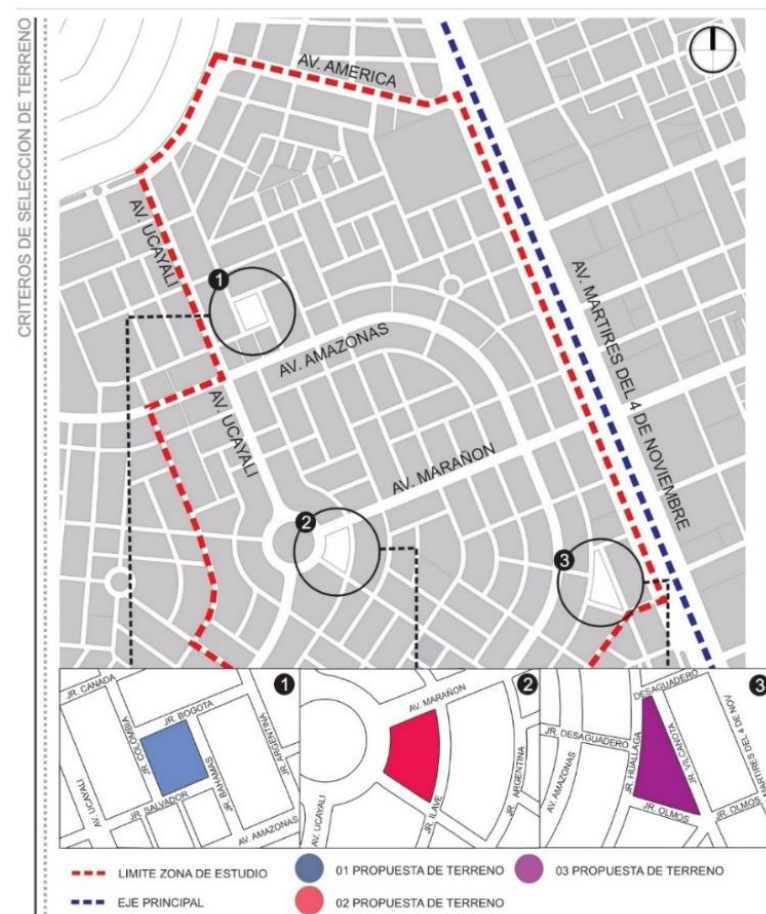 CRITEROS DE SELECCION DE TERRENO
AV. AMERICA
AV. UCAYALI
1
AV. MARTIRES DEL 4 DE NOVIEMBRE
AV. AMAZONAS
AV. UCAYALI
AV. MARAÑON
2
3
1
JR. CANADA
JR. BOGOTA
JR. COLOMBIA
JR. ARGENTINA
JR. BAHAMAS
AV. UCAYALI
JR. SALVADOR
AV. AMAZONAS
2
AV. MARAÑON
AV. UCAYALI
JR. ILAVE
JR. ARGENTINA
3
DESAGUADERO
JR. DESAGUADERO
JR. VILCANOTA
MARTIRES DEL 4 DE NOV.
JR. HUALLAGA
AV. AMAZONAS
JR. OLMOS
JR. OLMOS
LIMITE ZONA DE ESTUDIO
01 PROPUESTA DE TERRENO
03 PROPUESTA DE TERRENO
EJE PRINCIPAL
02 PROPUESTA DE TERRENO